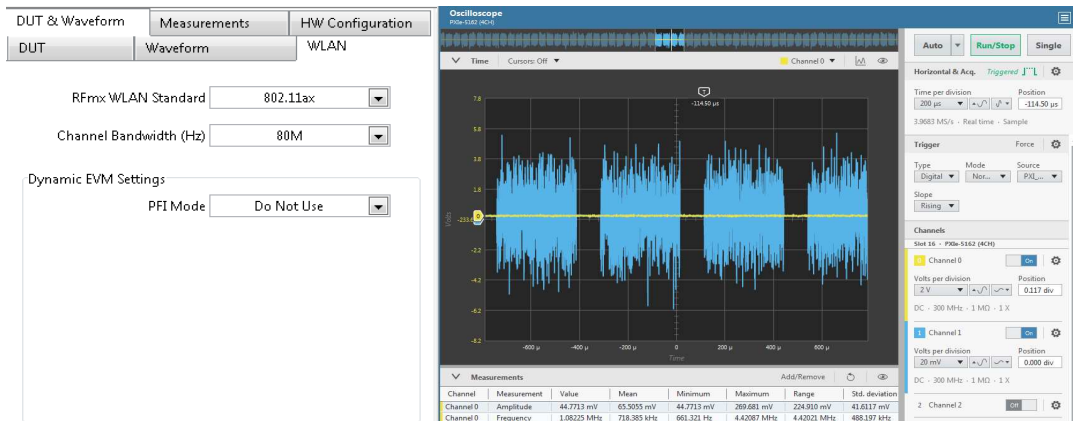 DUT & Waveform
Measurements
HW Configuration
DUT
Waveform
WLAN
RFmx WLAN Standard
802.11ax
Channel Bandwidth (Hz)
80M
Dynamic EVM Settings
PFI Mode
Do Not Use
Oscilloscope
PXIe-5162 (4CH)
Time
Cursors: Off
Channel 0
7.8
5.8
3.8
1.8
-2.2
-4.2
-6.2
-8.2
Volts
0
-114.50 µs
-600 µ
-400 µ
-200 µ
0
200 µ
400 µ
600 µ
Time
Measurements
Add/Remove
Channel Measurement Value Mean Minimum Maximum Range Std. deviation
Channel 0 Amplitude 44.7713 mV 65.5055 mV 44.7713 mV 269.681 mV 224.910 mV 41.6117 mV
Channel 0 Frequency 1.08225 MHz 718.385 kHz 661.321 Hz 4.42087 MHz 4.42021 MHz 488.197 kHz
Auto
Run/Stop
Single
Horizontal & Acq.
Triggered
Time per division
Position
200 µs
-114.50 µs
3.9683 MS/s - Real time - Sample
Trigger
Force
Type
Mode
Source
Digital
Nor...
PXI_...
Slope
Rising
Channels
Slot 16 - PXIe-5162 (4CH)
0 Channel 0
On
Volts per division
Position
2 V
0.117 div
DC - 300 MHz - 1 MΩ - 1 X
1 Channel 1
On
Volts per division
Position
20 mV
0.000 div
DC - 300 MHz - 1 MΩ - 1 X
2 Channel 2
Off